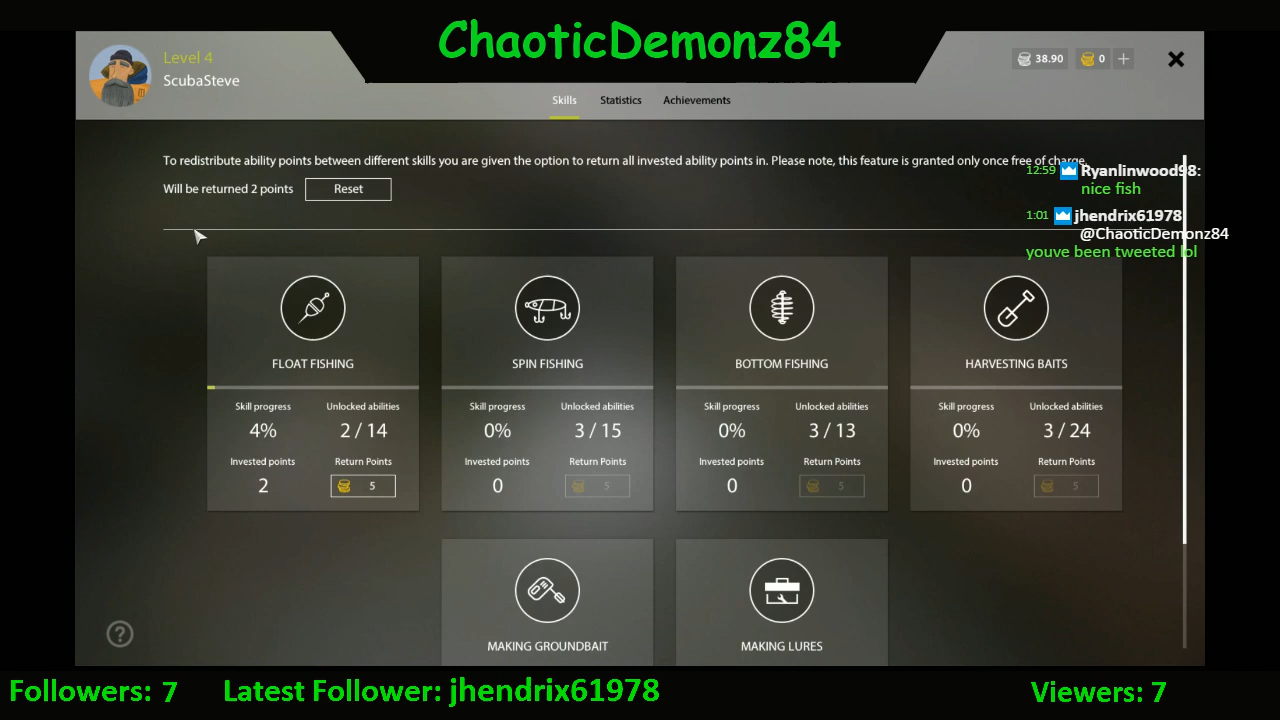 ChaoticDemonz84
Level 4
ScubaSteve
38.90
0
+
Skills
Statistics
Achievements
To redistribute ability points between different skills you are given the option to return all invested ability points in. Please note, this feature is granted only once free of charge.
Will be returned 2 points
Reset
12:59 Ryanlinwood98:
nice fish
1:01 jhendrix61978
@ChaoticDemonz84
youve been tweeted lol
FLOAT FISHING
Skill progress
Unlocked abilities
4%
2 / 14
Invested points
Return Points
2
5
SPIN FISHING
Skill progress
Unlocked abilities
0%
3 / 15
Invested points
Return Points
0
5
BOTTOM FISHING
Skill progress
Unlocked abilities
0%
3 / 13
Invested points
Return Points
0
5
HARVESTING BAITS
Skill progress
Unlocked abilities
0%
3 / 24
Invested points
Return Points
0
5
MAKING GROUNDBAIT
MAKING LURES
?
Followers: 7
Latest Follower: jhendrix61978
Viewers: 7